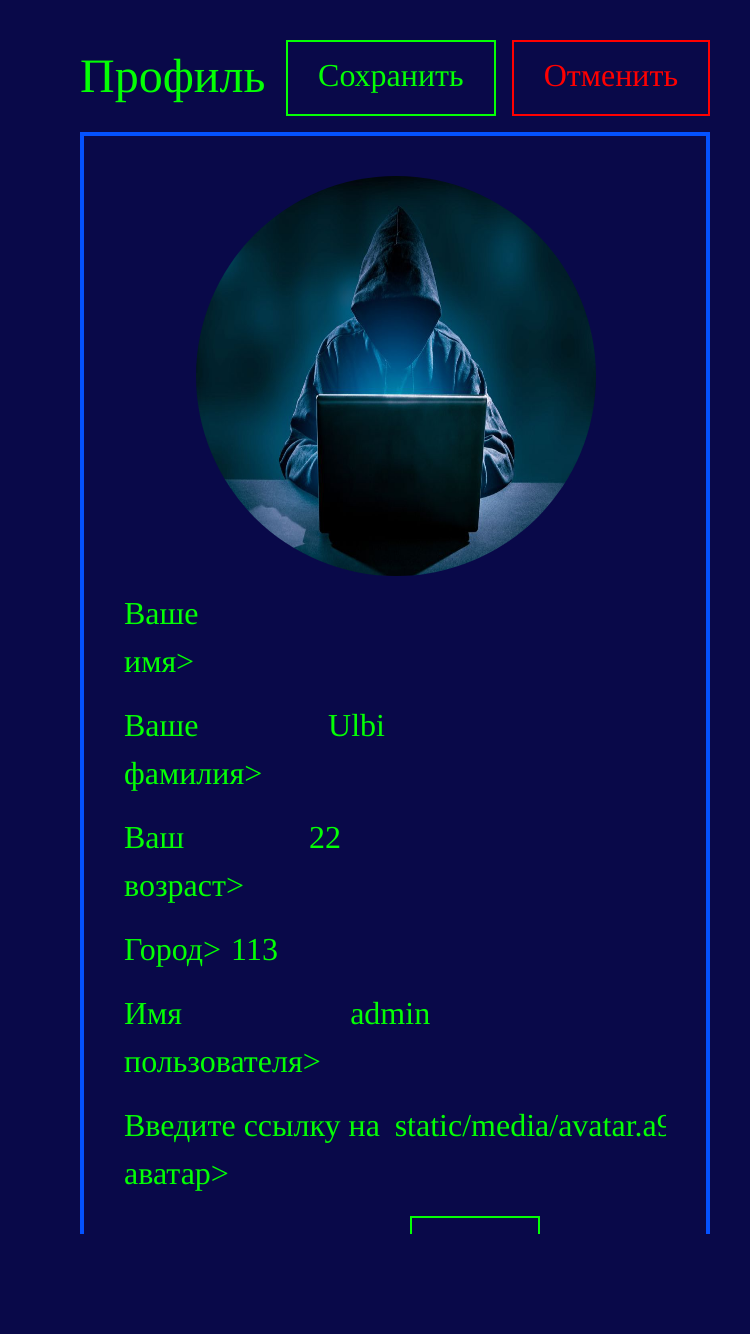 Профиль Сохранить Отменить
Ваше
имя>
Ваше Ulbi
фамилия>
Ваш 22
возраст>
Город> 113
Имя admin
пользователя>
Введите ссылку на static/media/avatar.a9
аватар>